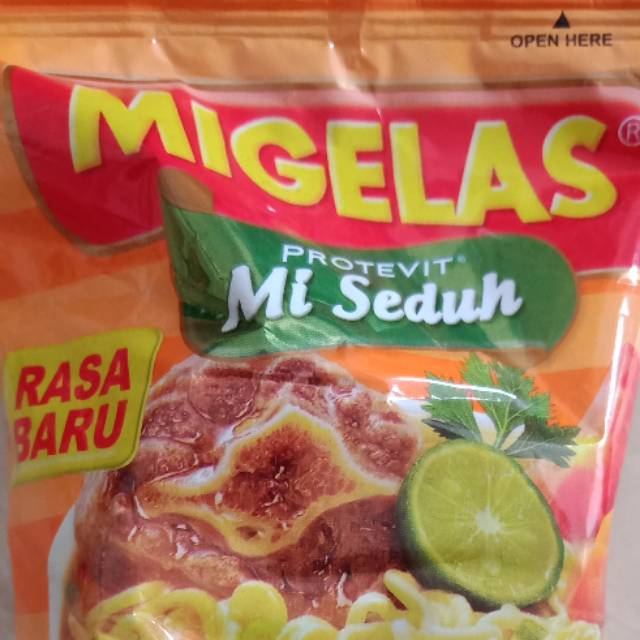 OPEN HERE
MIGELAS®
PROTEVIT®
Mi Seduh
RASA
BARU